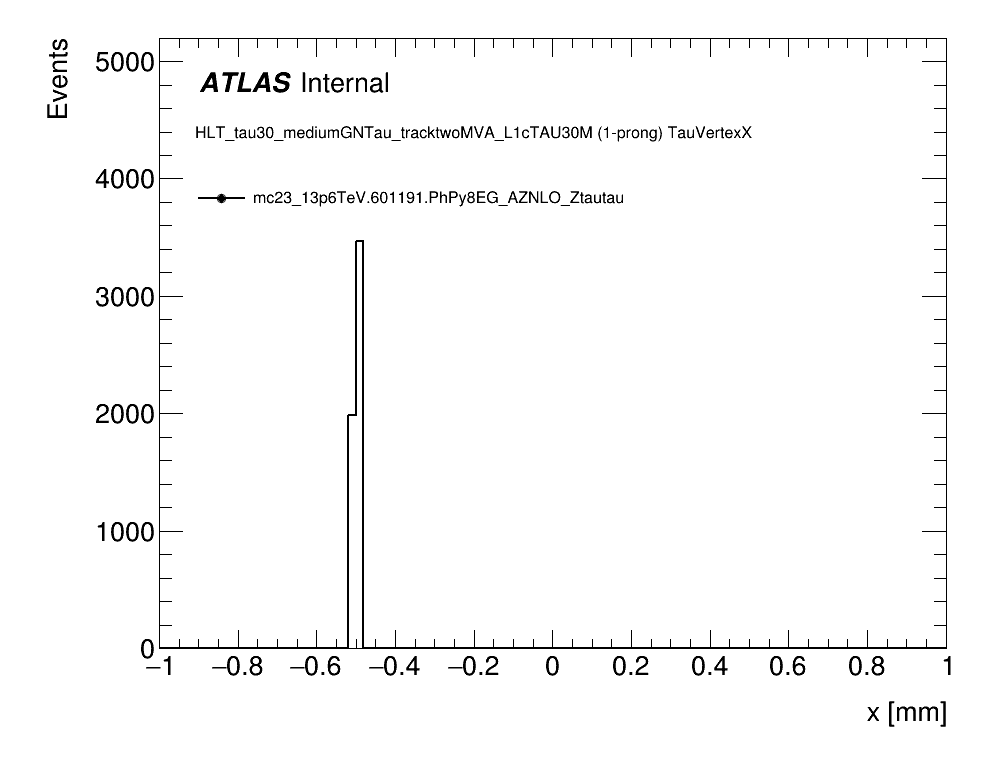 Events
5000
4000
3000
2000
1000
0
ATLAS Internal
HLT_tau30_mediumGNTau_tracktwoMVA_L1cTAU30M (1-prong) TauVertexX
mc23_13p6TeV.601191.PhPy8EG_AZNLO_Ztautau
−1 −0.8 −0.6 −0.4 −0.2 0 0.2 0.4 0.6 0.8 1
x [mm]